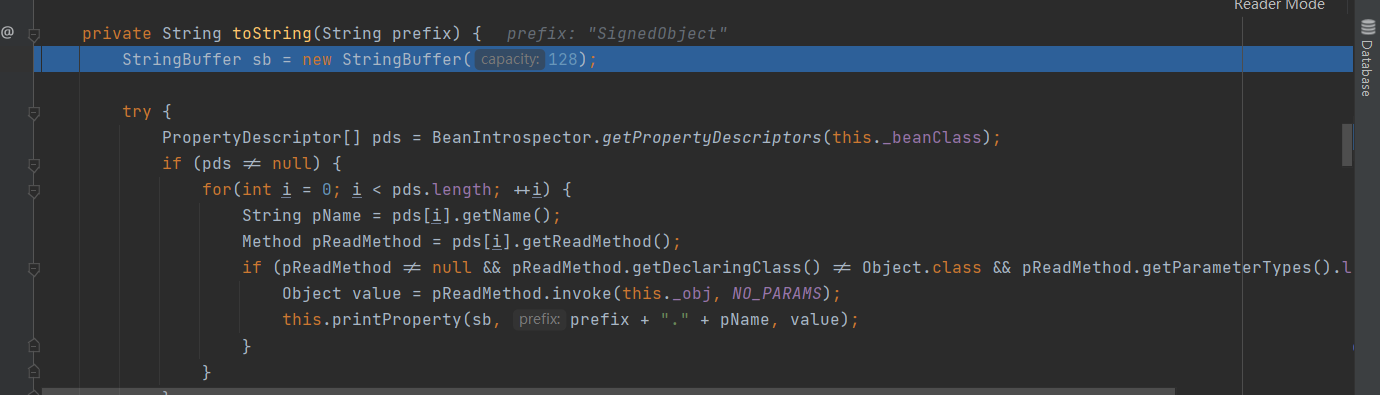 Reader Mode
@ private String toString(String prefix) { prefix: "SignedObject"
StringBuffer sb = new StringBuffer( capacity: 128);
try {
PropertyDescriptor[] pds = BeanIntrospector.getPropertyDescriptors(this._beanClass);
if (pds ≠ null) {
for(int i = 0; i < pds.length; ++i) {
String pName = pds[i].getName();
Method pReadMethod = pds[i].getReadMethod();
if (pReadMethod ≠ null && pReadMethod.getDeclaringClass() ≠ Object.class && pReadMethod.getParameterTypes().l
Object value = pReadMethod.invoke(this._obj, NO_PARAMS);
this.printProperty(sb, prefix: prefix + "." + pName, value);
}
}
Database